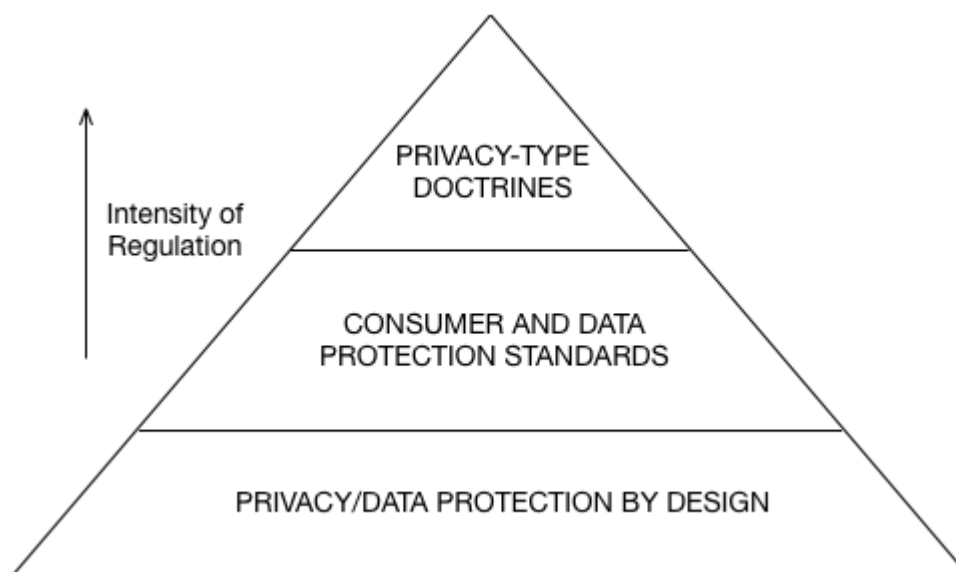 PRIVACY-TYPE
DOCTRINES
Intensity of
Regulation
CONSUMER AND DATA
PROTECTION STANDARDS
PRIVACY/DATA PROTECTION BY DESIGN